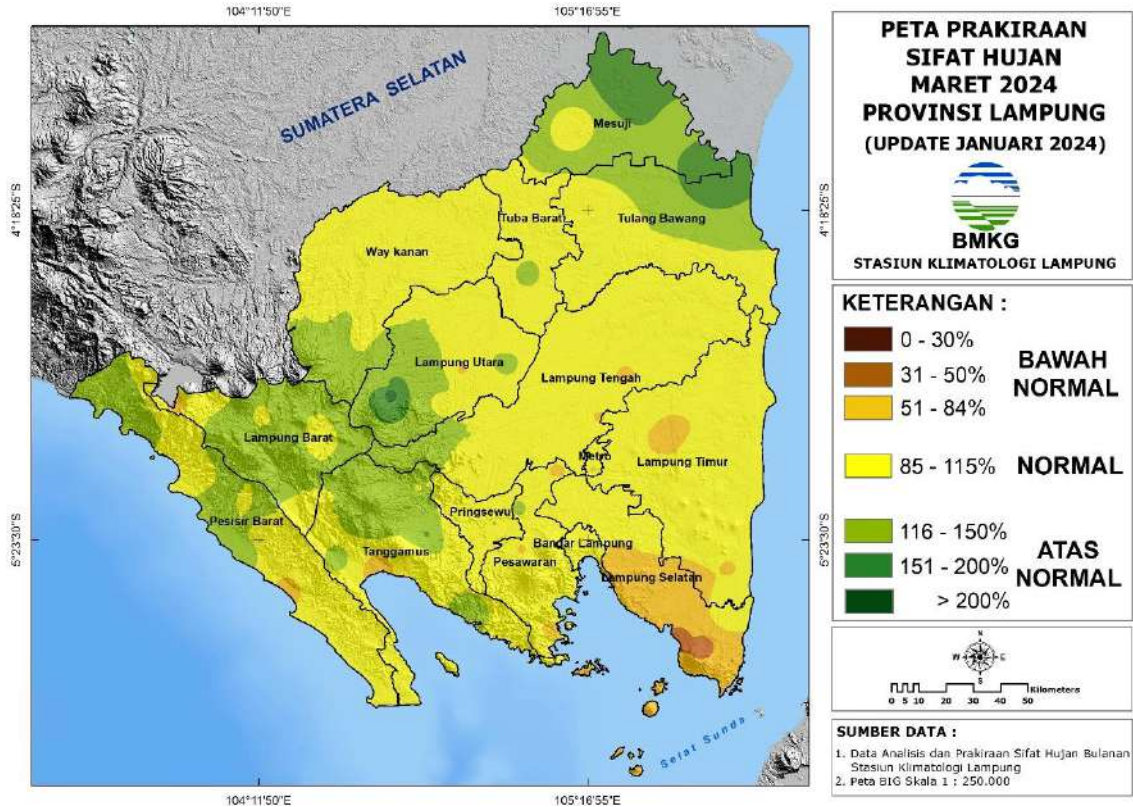 104°11'50"E
105°16'55"E
4°18'25"S
5°23'30"S
SUMATERA SELATAN
Mesuji
Tuba Barat
Tulang Bawang
Way kanan
Lampung Utara
Lampung Tengah
Lampung Barat
Metro
Lampung Timur
Pesisir Barat
Pringsewu
Tanggamus
Bandar Lampung
Pesawaran
Lampung Selatan
Selat Sunda
4°18'25"S
5°23'30"S
104°11'50"E
105°16'55"E
PETA PRAKIRAAN
SIFAT HUJAN
MARET 2024
PROVINSI LAMPUNG
(UPDATE JANUARI 2024)
BMKG
STASIUN KLIMATOLOGI LAMPUNG
KETERANGAN :
0 - 30%
31 - 50%
51 - 84%
BAWAH
NORMAL
85 - 115%
NORMAL
116 - 150%
151 - 200%
> 200%
ATAS
NORMAL
N
W
E
S
0 5 10 20 30 40 50
Kilometers
SUMBER DATA :
1. Data Analisis dan Prakiraan Sifat Hujan Bulanan
Stasiun Klimatologi Lampung
2. Peta BIG Skala 1 : 250.000